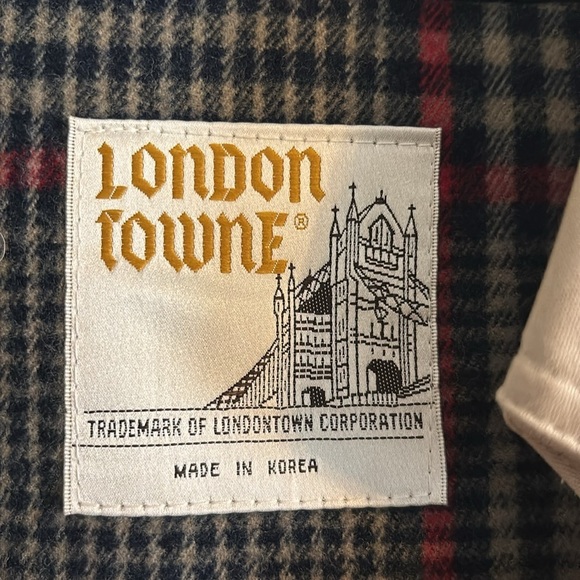 LONDON
TOWNE®
TRADEMARK OF LONDONTOWN CORPORATION
MADE IN KOREA